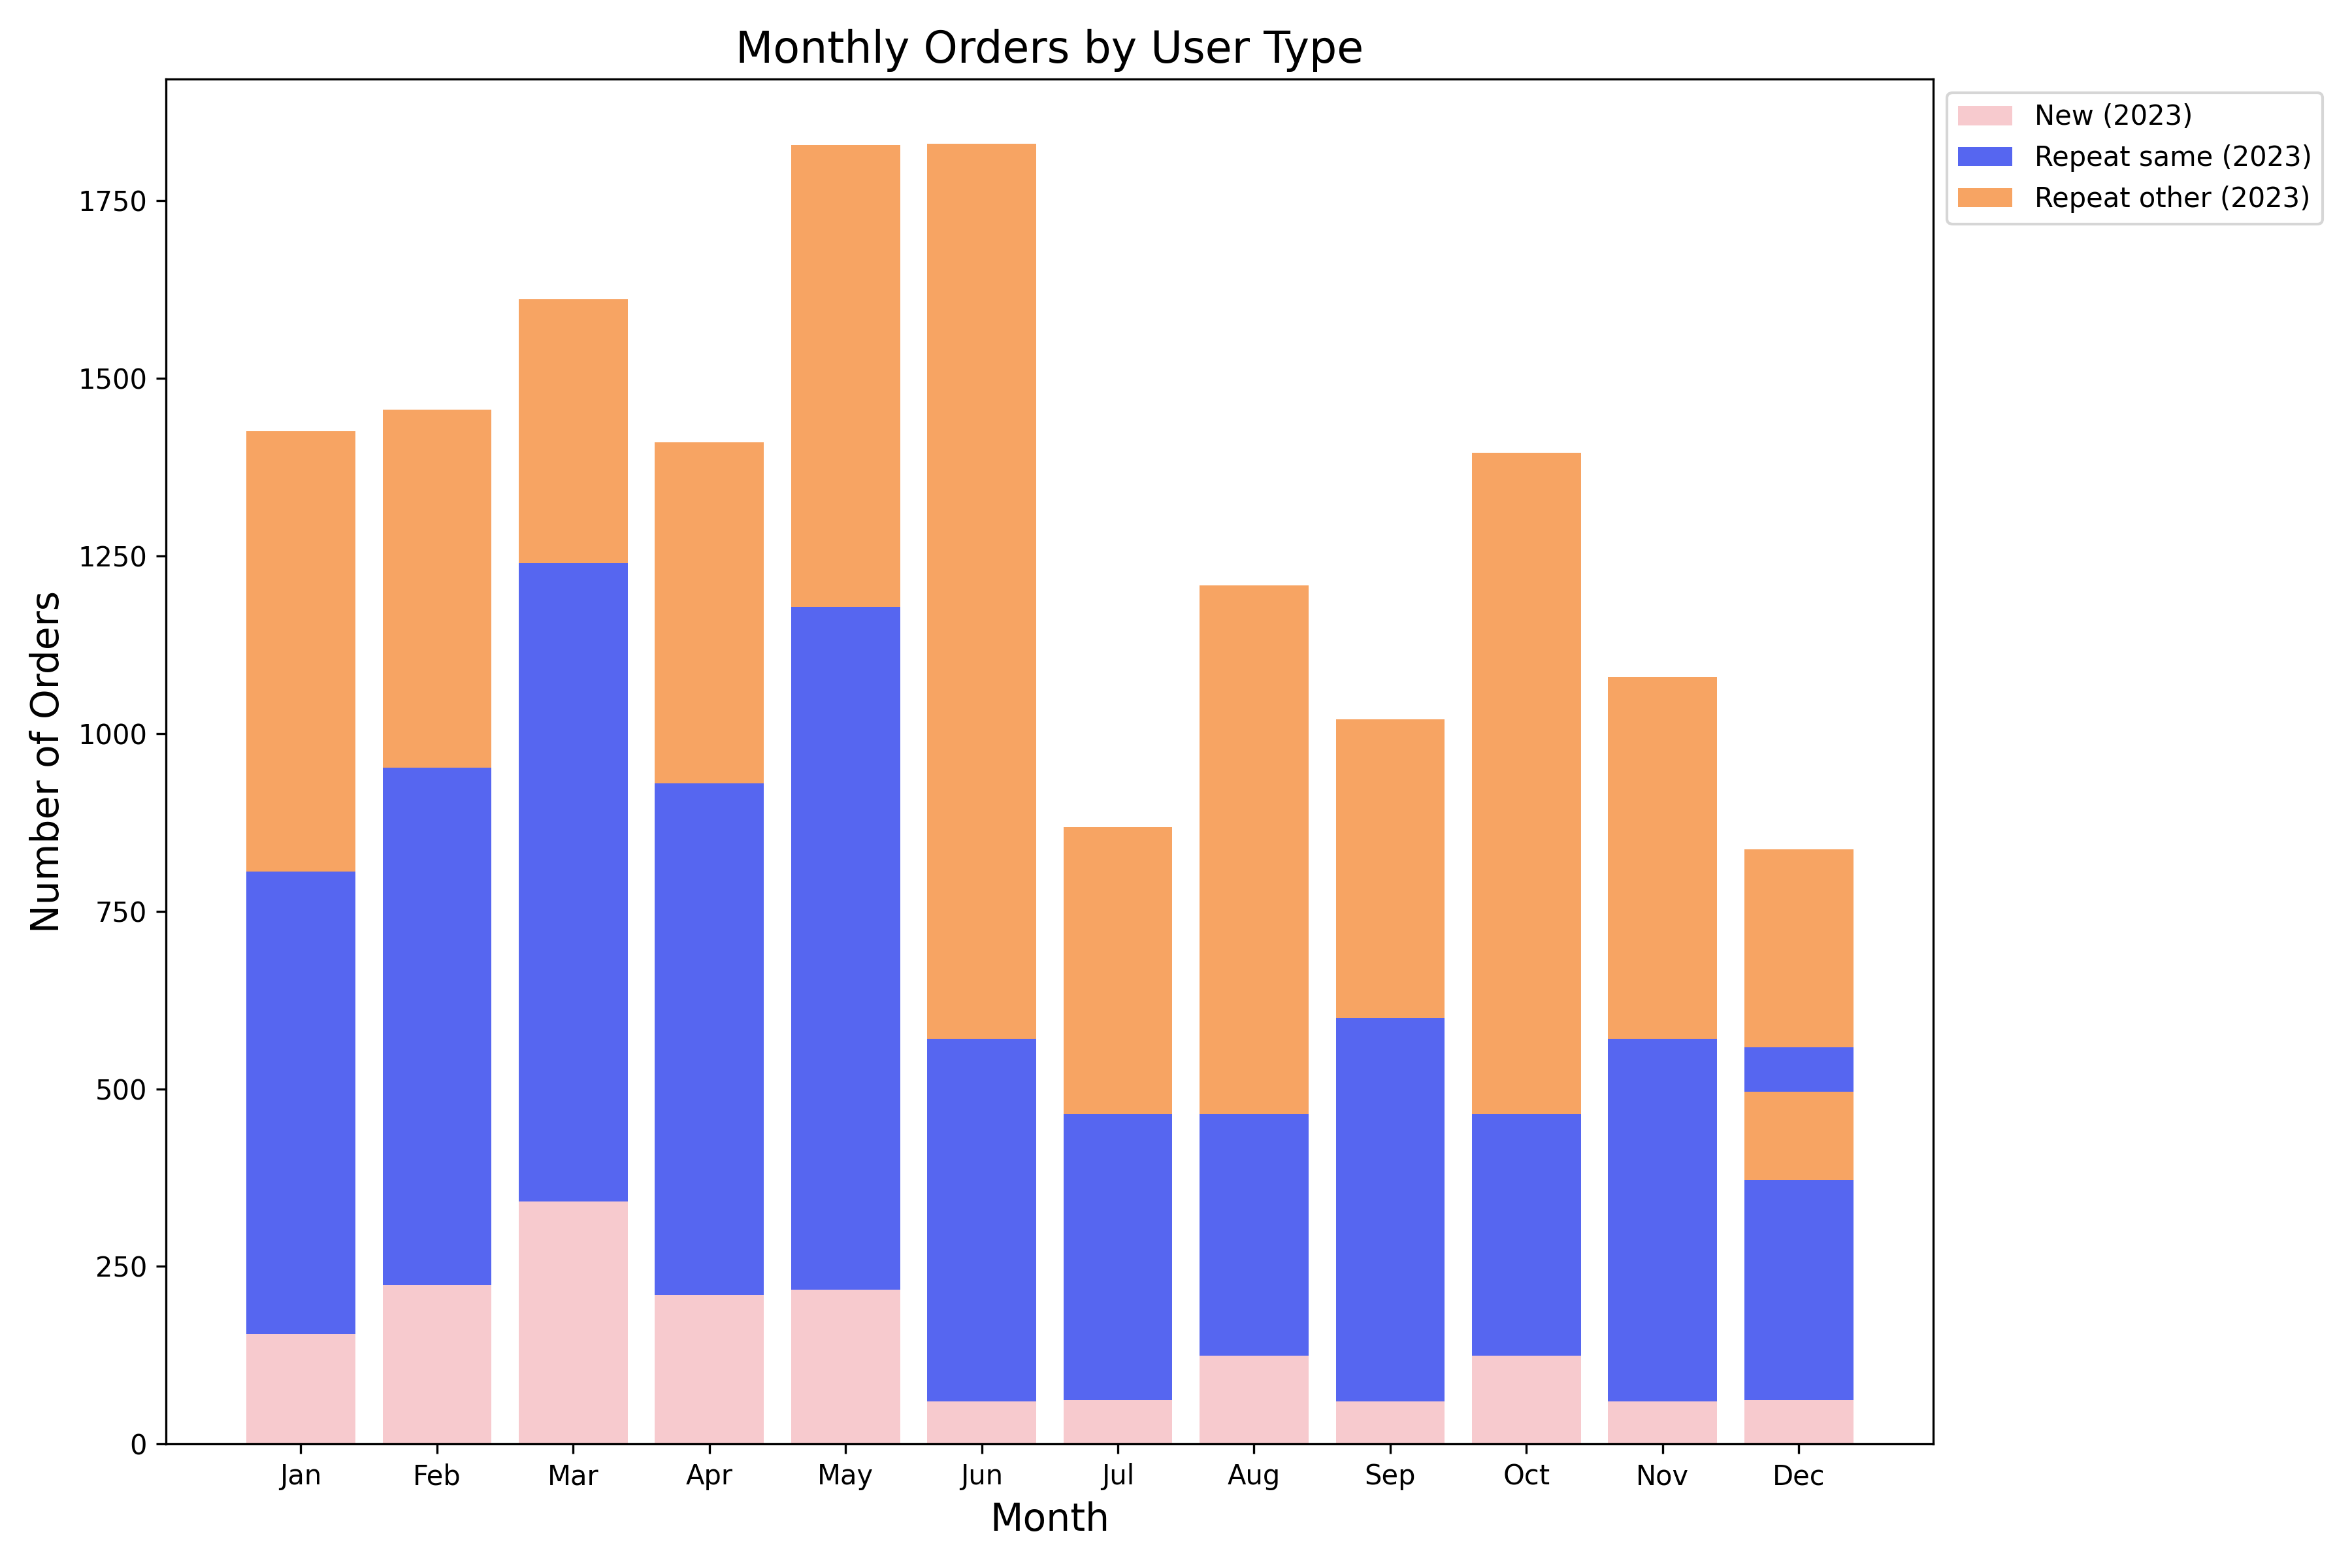 Monthly Orders by User Type
New (2023)
Repeat same (2023)
Repeat other (2023)
Number of Orders
1750
1500
1250
1000
750
500
250
0
Jan Feb Mar Apr May Jun Jul Aug Sep Oct Nov Dec
Month